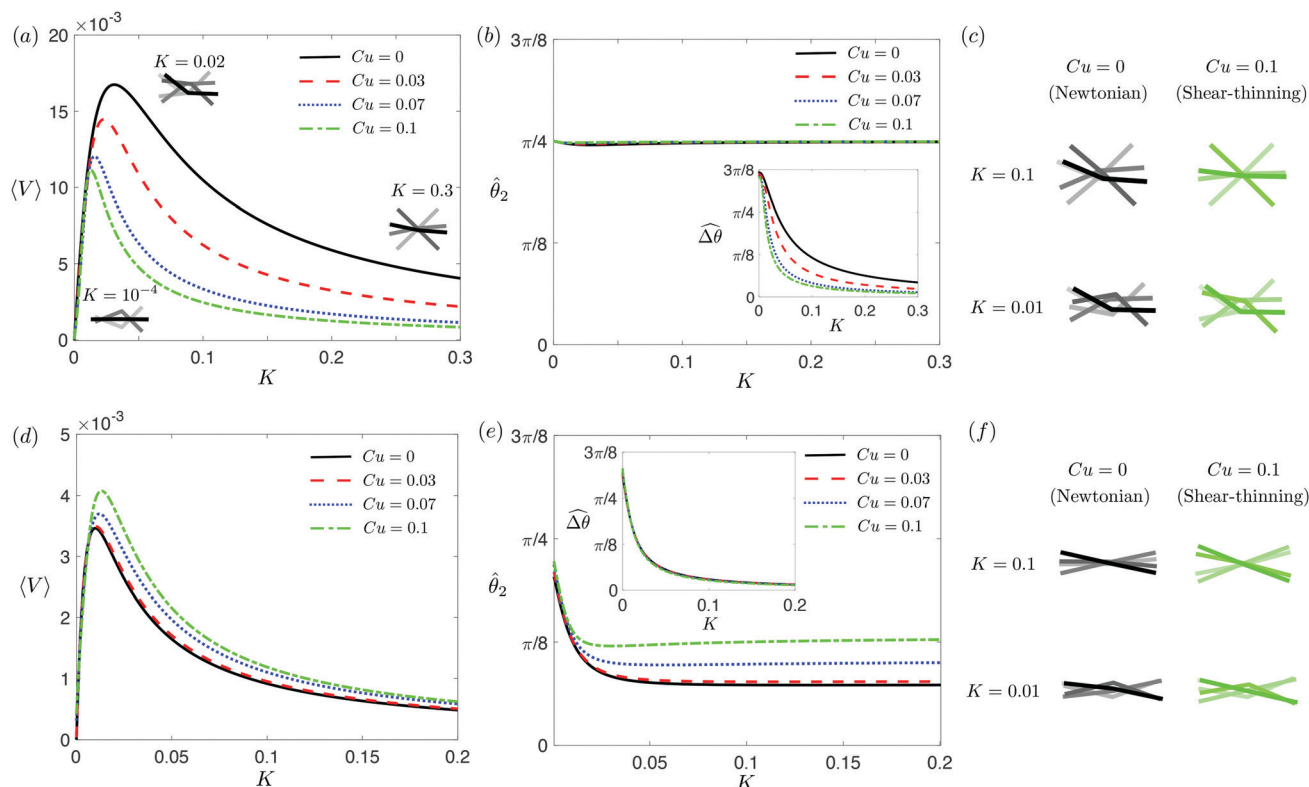 (a)
×10⁻³
20
15
10
5
0
⟨V⟩
K = 0.02
Cu = 0
Cu = 0.03
Cu = 0.07
Cu = 0.1
K = 0.3
K = 10⁻⁴
0 0.1 0.2 0.3
K
(b)
3π/8
π/4
π/8
0
θ̂₂
Cu = 0
Cu = 0.03
Cu = 0.07
Cu = 0.1
3π/8
π/4
π/8
0
Δθ̂
0 0.1 0.2 0.3
K
0 0.1 0.2 0.3
K
(c)
Cu = 0 Cu = 0.1
(Newtonian) (Shear-thinning)
K = 0.1
K = 0.01
(d)
×10⁻³
5
4
3
2
1
0
⟨V⟩
Cu = 0
Cu = 0.03
Cu = 0.07
Cu = 0.1
0 0.05 0.1 0.15 0.2
K
(e)
3π/8
π/4
π/8
0
θ̂₂
3π/8
π/4
π/8
0
Δθ̂
0 0.1 0.2
K
Cu = 0
Cu = 0.03
Cu = 0.07
Cu = 0.1
0.05 0.1 0.15 0.2
K
(f)
Cu = 0 Cu = 0.1
(Newtonian) (Shear-thinning)
K = 0.1
K = 0.01